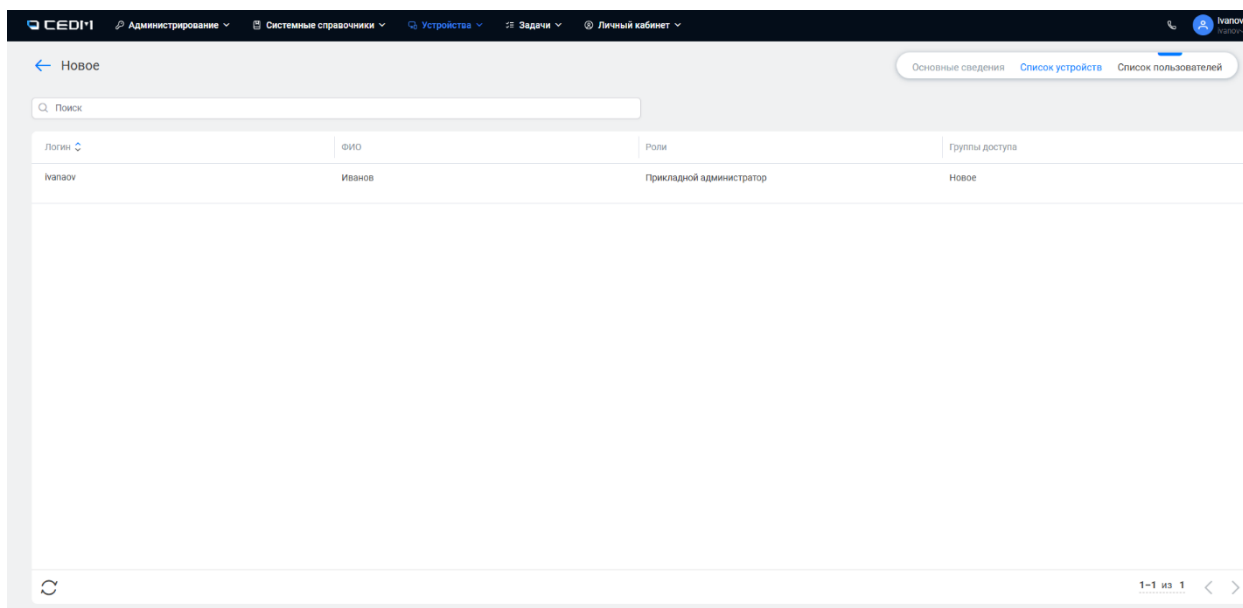 CEDM Администрирование Системные справочники Устройства Задачи Личный кабинет Ivanov
Ivanov-
Новое Основные сведения Список устройств Список пользователей
Поиск
Логин ФИО Роли Группы доступа
ivanaov Иванов Прикладной администратор Новое
1-1 из 1